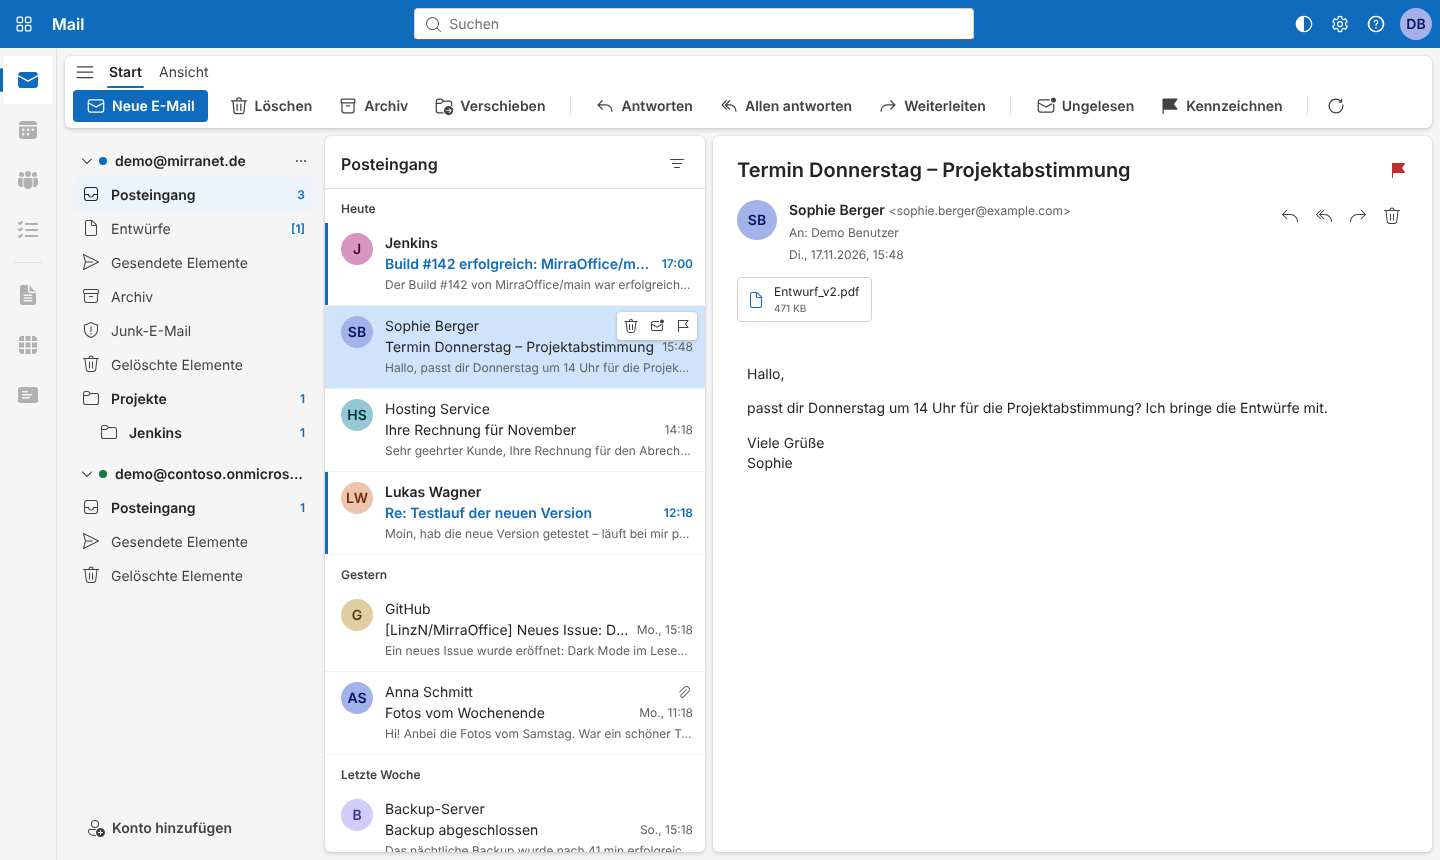 Mail
Suchen
DB
Start
Ansicht
Neue E-Mail
Löschen
Archiv
Verschieben
Antworten
Allen antworten
Weiterleiten
Ungelesen
Kennzeichnen
demo@mirranet.de
Posteingang 3
Entwürfe [1]
Gesendete Elemente
Archiv
Junk-E-Mail
Gelöschte Elemente
Projekte 1
Jenkins 1
demo@contoso.onmicros...
Posteingang 1
Gesendete Elemente
Gelöschte Elemente
Konto hinzufügen
Posteingang
Heute
J
Jenkins
Build #142 erfolgreich: MirraOffice/m... 17:00
Der Build #142 von MirraOffice/main war erfolgreich...
SB
Sophie Berger
Termin Donnerstag – Projektabstimmung 15:48
Hallo, passt dir Donnerstag um 14 Uhr für die Projek...
HS
Hosting Service
Ihre Rechnung für November 14:18
Sehr geehrter Kunde, Ihre Rechnung für den Abrech...
LW
Lukas Wagner
Re: Testlauf der neuen Version 12:18
Moin, hab die neue Version getestet – läuft bei mir p...
Gestern
G
GitHub
[LinzN/MirraOffice] Neues Issue: D... Mo., 15:18
Ein neues Issue wurde eröffnet: Dark Mode im Lese...
AS
Anna Schmitt
Fotos vom Wochenende Mo., 11:18
Hi! Anbei die Fotos vom Samstag. War ein schöner T...
Letzte Woche
B
Backup-Server
Backup abgeschlossen So., 15:18
Das nächtliche Backup wurde nach 41 min erfolgreic...
Termin Donnerstag – Projektabstimmung
SB
Sophie Berger <sophie.berger@example.com>
An: Demo Benutzer
Di., 17.11.2026, 15:48
Entwurf_v2.pdf
471 KB
Hallo,
passt dir Donnerstag um 14 Uhr für die Projektabstimmung? Ich bringe die Entwürfe mit.
Viele Grüße
Sophie